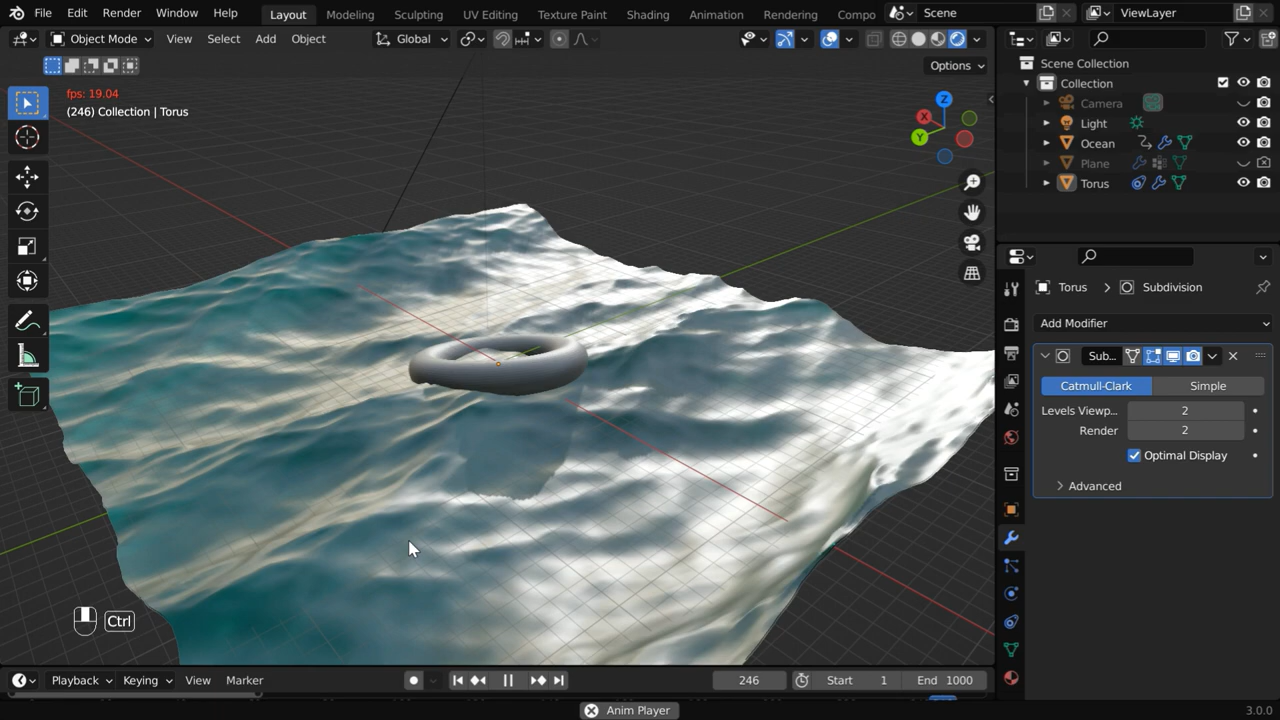 File Edit Render Window Help Layout Modeling Sculpting UV Editing Texture Paint Shading Animation Rendering Compo Scene ViewLayer
Object Mode View Select Add Object Global
Options
fps: 19.04
(246) Collection | Torus
Z
X
Y
Scene Collection
Collection
Camera
Light
Ocean
Plane
Torus
Torus Subdivision
Add Modifier
Sub...
Catmull-Clark Simple
Levels Viewp... 2
Render 2
Optimal Display
Advanced
Ctrl
Playback Keying View Marker 246 Start 1 End 1000
Anim Player 3.0.0